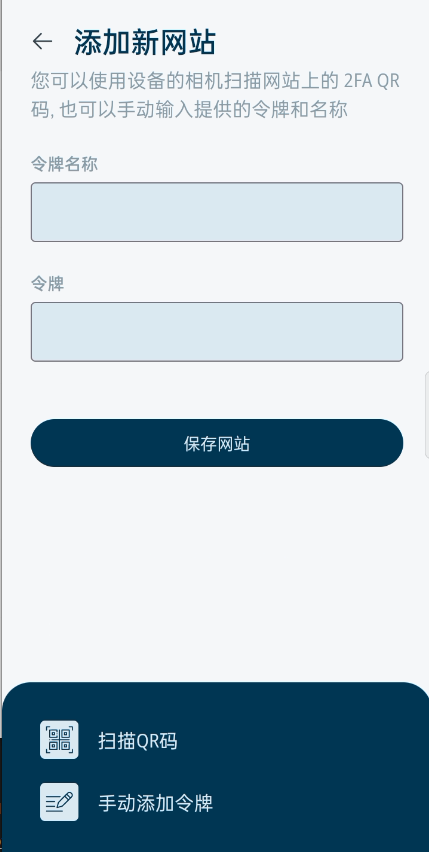 添加新网站
您可以使用设备的相机扫描网站上的 2FA QR
码, 也可以手动输入提供的令牌和名称
令牌名称
令牌
保存网站
扫描QR码
手动添加令牌